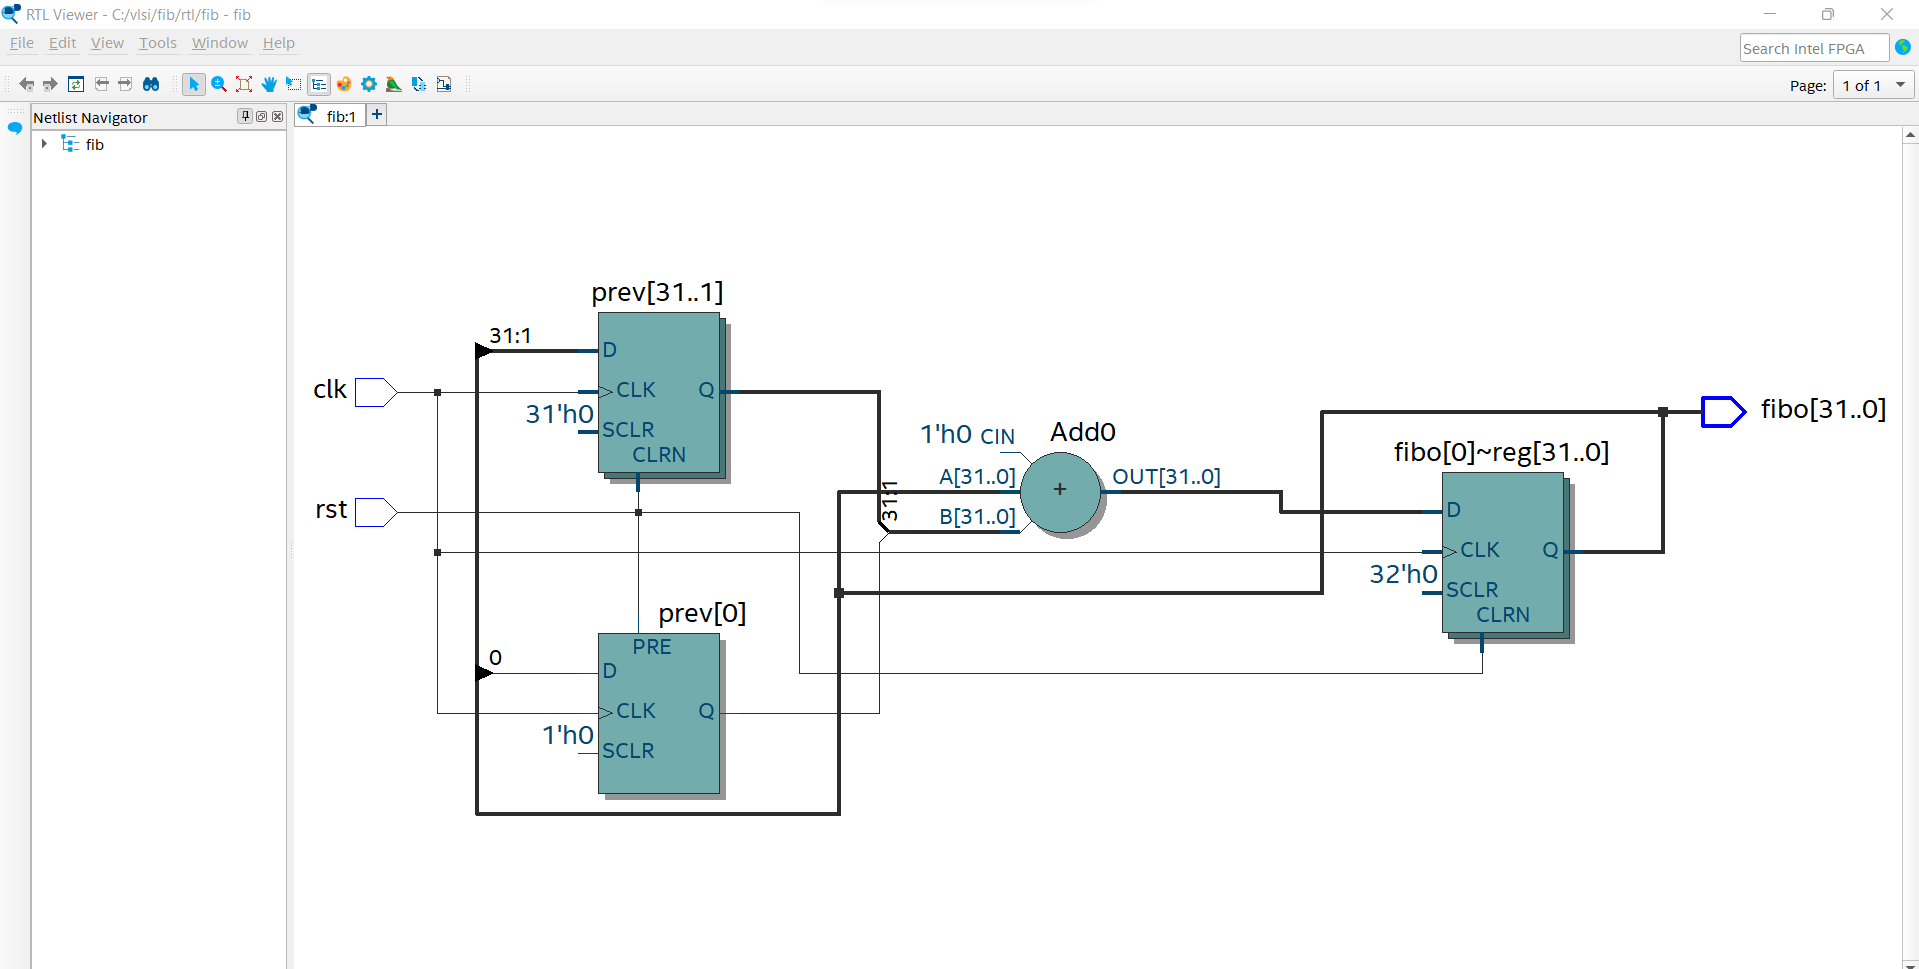 RTL Viewer - C:/vlsi/fib/rtl/fib - fib
File Edit View Tools Window Help
Search Intel FPGA
Page: 1 of 1
Netlist Navigator
fib:1
+
fib
prev[31..1]
31:1
D
clk
CLK
Q
31'h0
SCLR
CLRN
fibo[31..0]
1'h0 CIN
Add0
fibo[0]~reg[31..0]
A[31..0]
+
OUT[31..0]
31:1
rst
B[31..0]
D
CLK
Q
32'h0
SCLR
CLRN
prev[0]
PRE
0
D
CLK
Q
1'h0
SCLR